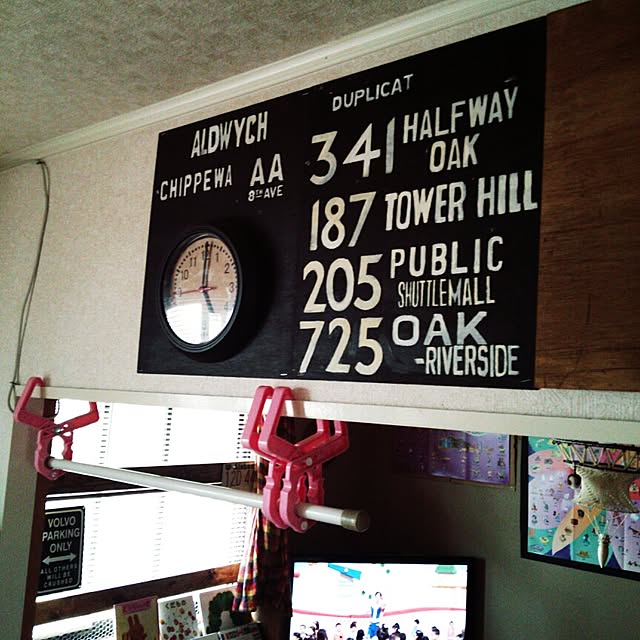 ALDWYCH
CHIPPEWA AA
8TH AVE
DUPLICAT
341 HALFWAY
OAK
187 TOWER HILL
205 PUBLIC
SHUTTLEMALL
725 OAK
-RIVERSIDE
VOLVO
PARKING
ONLY
ALL OTHERS
WILL BE
CRUSHED